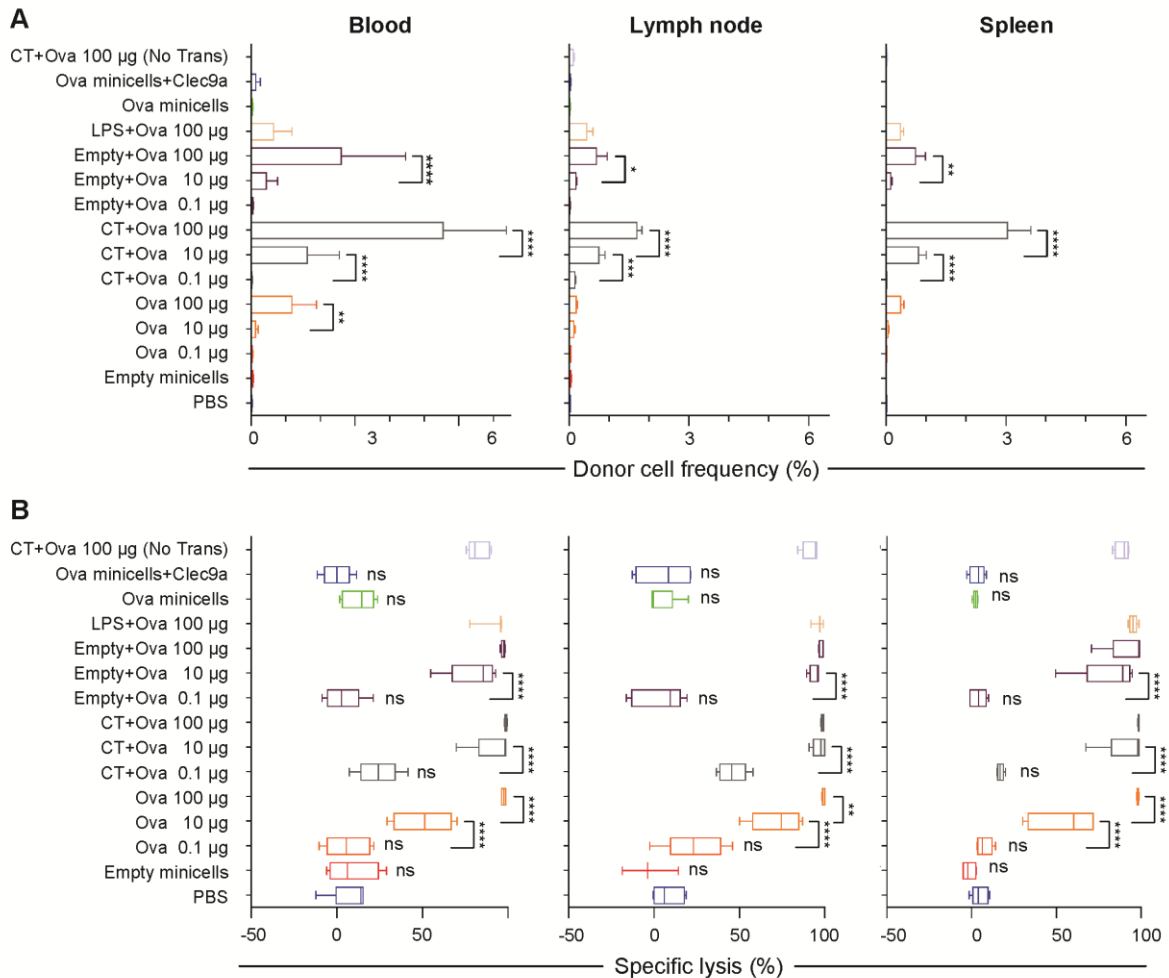 A
Blood Lymph node Spleen
CT+Ova 100 µg (No Trans)
Ova minicells+Clec9a
Ova minicells
LPS+Ova 100 µg
Empty+Ova 100 µg
****
*
**
Empty+Ova 10 µg
Empty+Ova 0.1 µg
CT+Ova 100 µg
****
****
****
CT+Ova 10 µg
****
***
****
CT+Ova 0.1 µg
Ova 100 µg
**
Ova 10 µg
Ova 0.1 µg
Empty minicells
PBS
0 3 6 0 3 6 0 3 6
Donor cell frequency (%)
B
CT+Ova 100 µg (No Trans)
Ova minicells+Clec9a ns ns ns
Ova minicells ns ns ns
LPS+Ova 100 µg
Empty+Ova 100 µg
Empty+Ova 10 µg
****
****
****
Empty+Ova 0.1 µg ns ns ns
CT+Ova 100 µg
CT+Ova 10 µg
****
****
****
CT+Ova 0.1 µg ns ns
Ova 100 µg
****
**
****
Ova 10 µg
****
****
****
Ova 0.1 µg ns ns ns
Empty minicells ns ns ns
PBS
-50 0 50 -50 0 50 100 -50 0 50 100
Specific lysis (%)